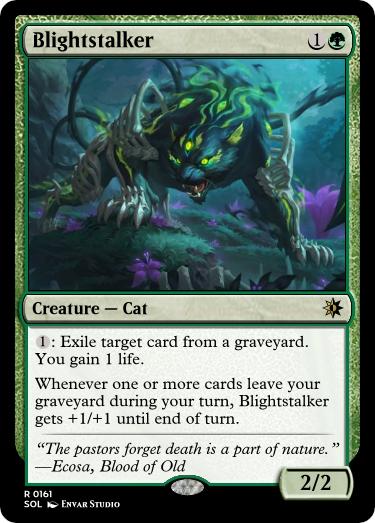 Blightstalker 1
Creature — Cat
1: Exile target card from a graveyard.
You gain 1 life.
Whenever one or more cards leave your
graveyard during your turn, Blightstalker
gets +1/+1 until end of turn.
“The pastors forget death is a part of nature.”
—Ecosa, Blood of Old
2/2
R 0161
SOL Envar Studio